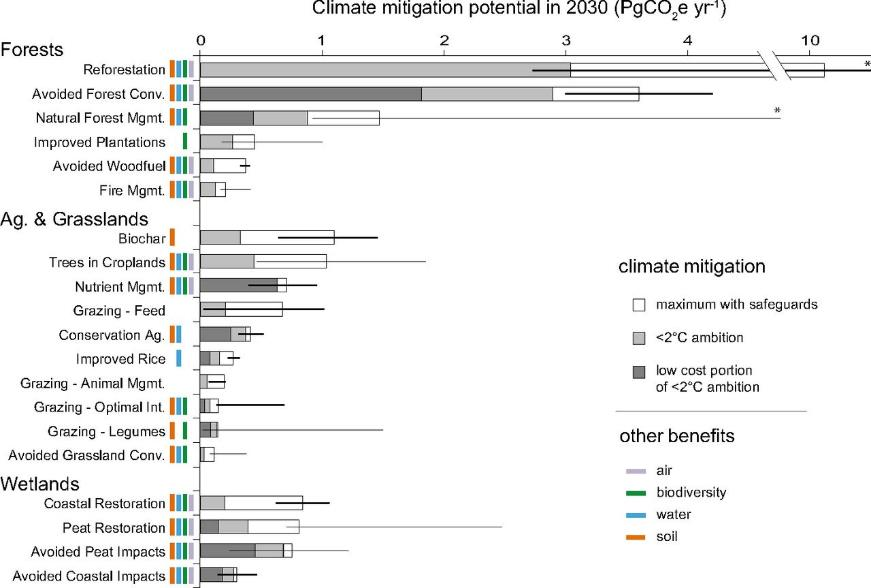 Climate mitigation potential in 2030 (PgCO₂e yr⁻¹)
0 1 2 3 4 10
Forests
Reforestation *
Avoided Forest Conv.
Natural Forest Mgmt. *
Improved Plantations
Avoided Woodfuel
Fire Mgmt.
Ag. & Grasslands
Biochar
Trees in Croplands
Nutrient Mgmt.
Grazing - Feed
Conservation Ag.
Improved Rice
Grazing - Animal Mgmt.
Grazing - Optimal Int.
Grazing - Legumes
Avoided Grassland Conv.
Wetlands
Coastal Restoration
Peat Restoration
Avoided Peat Impacts
Avoided Coastal Impacts
climate mitigation
maximum with safeguards
<2°C ambition
low cost portion
of <2°C ambition
other benefits
air
biodiversity
water
soil